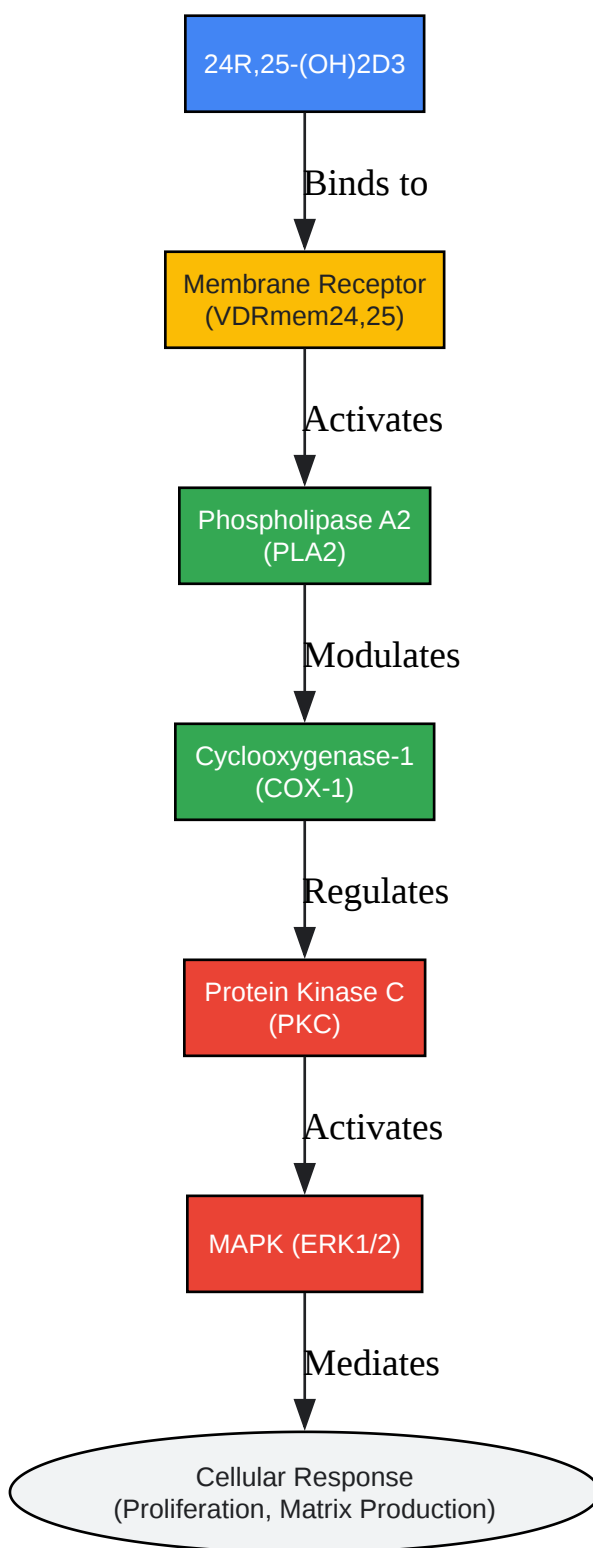 24R,25-(OH)2D3
Binds to
Membrane Receptor
(VDRmem24,25)
Activates
Phospholipase A2
(PLA2)
Modulates
Cyclooxygenase-1
(COX-1)
Regulates
Protein Kinase C
(PKC)
Activates
MAPK (ERK1/2)
Mediates
Cellular Response
(Proliferation, Matrix Production)